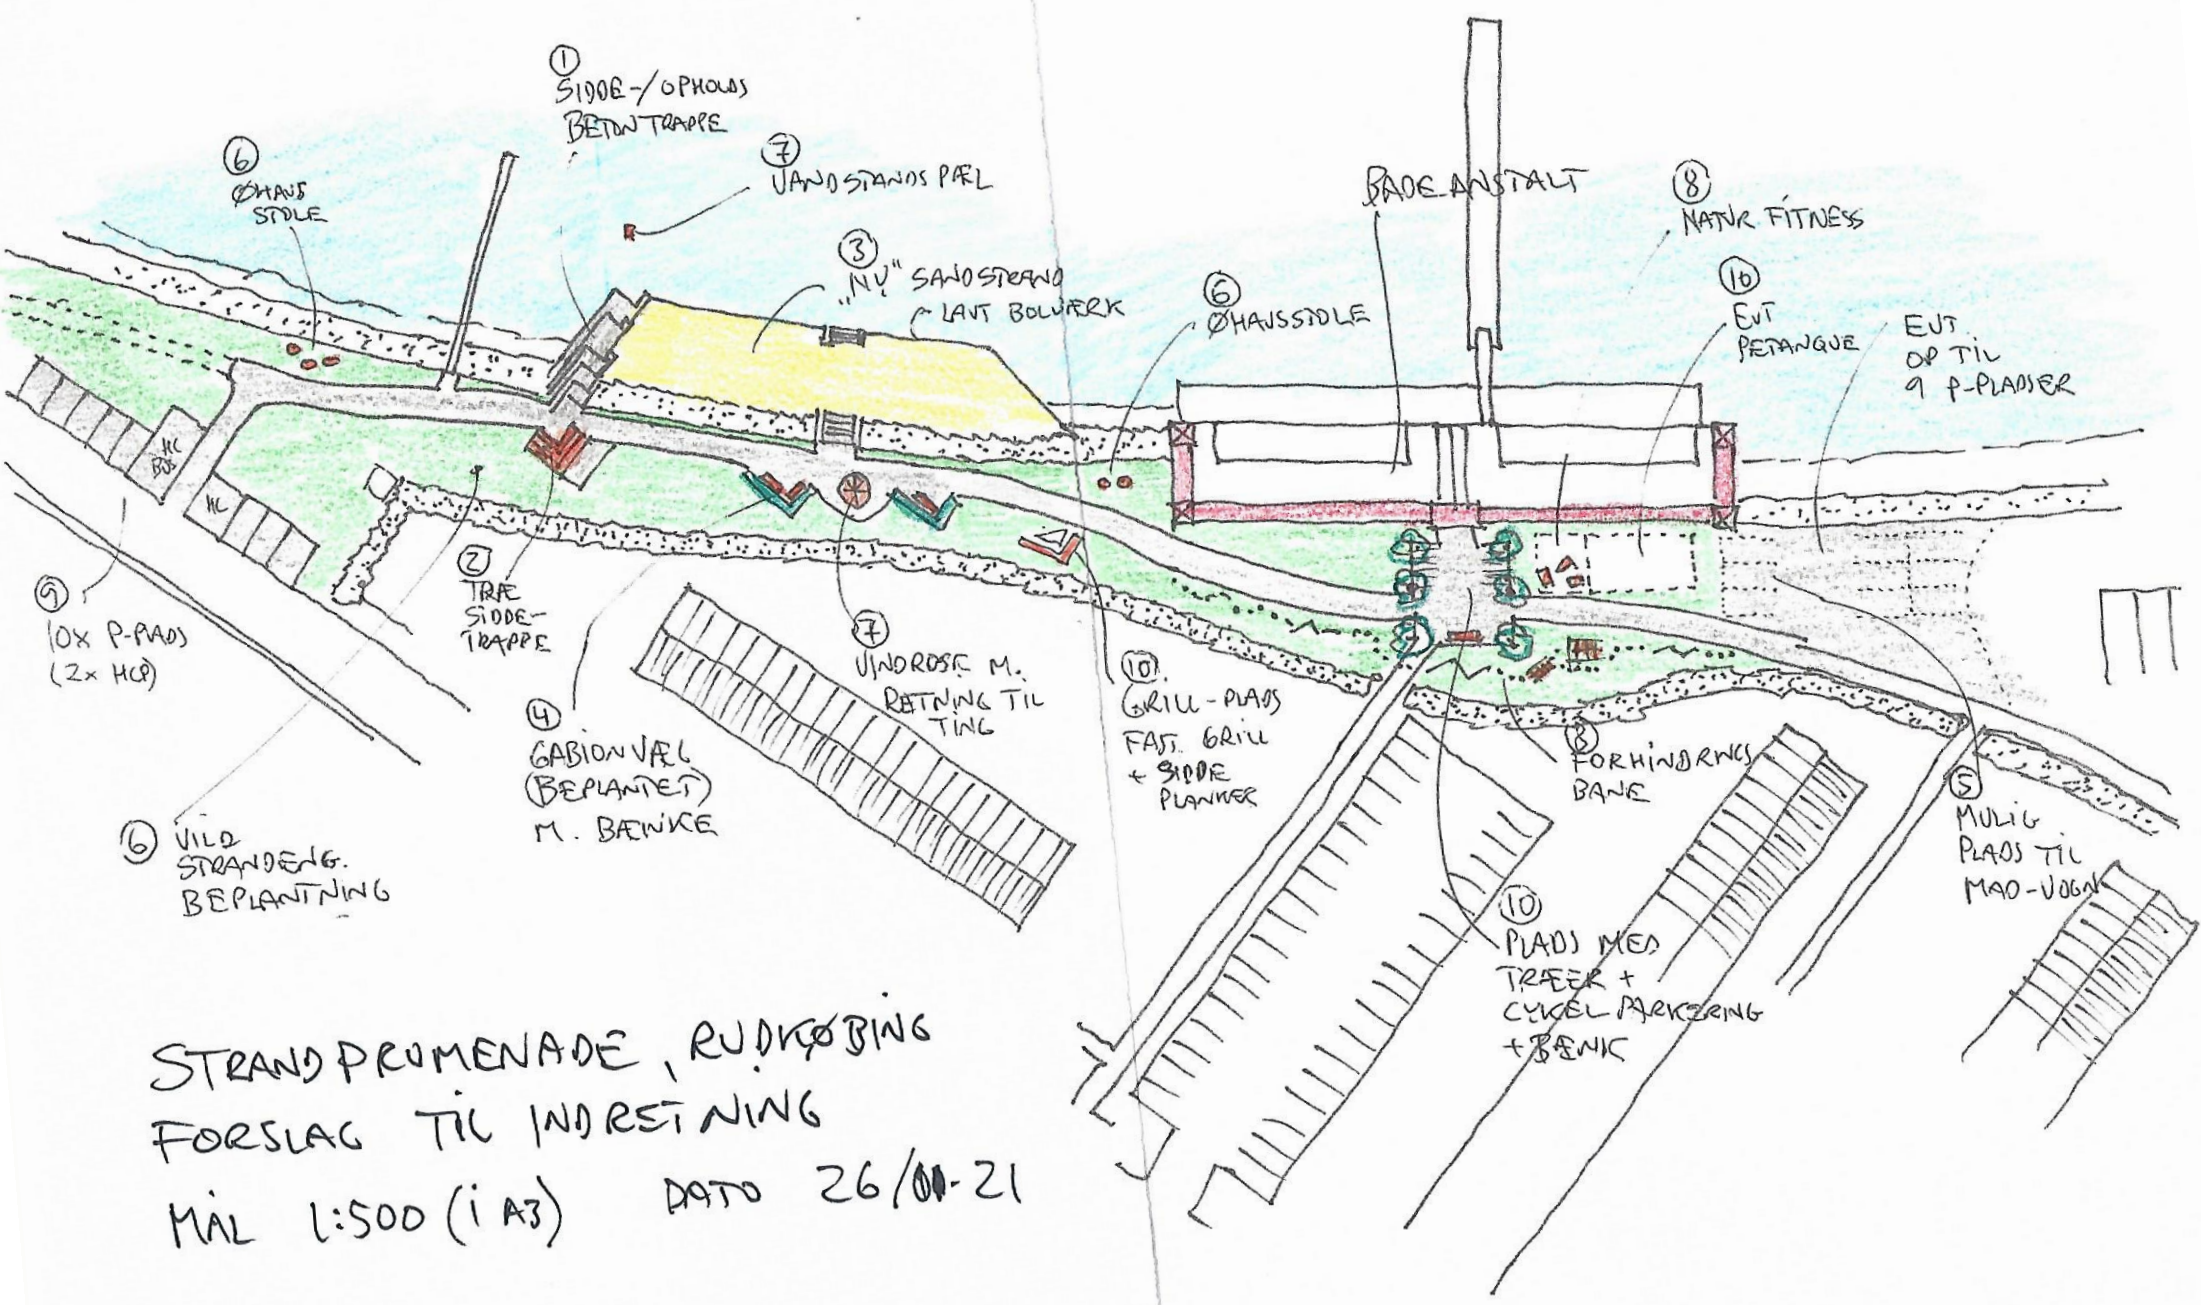 ①
SIDDE-/OPHOLDS
BETONTRAPPE
⑥
ØHAVS
STOLE
⑦
VANDSTANDSPÆL
③
„NY" SANDSTRAND
LAVT BOLVÆRK
⑥
ØHAVSSTOLE
BADEANSTALT
⑧
NATUR. FITNESS
⑩
EVT
PETANQUE
EVT.
OP TIL
9 P-PLADSER
HC
BUS
HC
⑨
10X P-PLADS
(2X HCP)
②
TRÆ
SIDDE-
TRAPPE
⑦
VINDROSE M.
RETNING TIL
TING
④
GABIONVÆG
(BEPLANTET)
M. BÆNKE
⑩
GRILL-PLADS
FAST GRILL
+ SIDDE
PLANKER
⑧
FORHINDRINGS
BANE
⑤
MULIG
PLADS TIL
MAD-VOGN
⑥ VILD
STRANDENG.
BEPLANTNING
⑩
PLADS MED
TRÆER +
CYKELPARKERING
+ BÆNK
STRANDPROMENADE, RUDKØBING
FORSLAG TIL INDRETNING
MÅL 1:500 (I A3) DATO 26/01-21